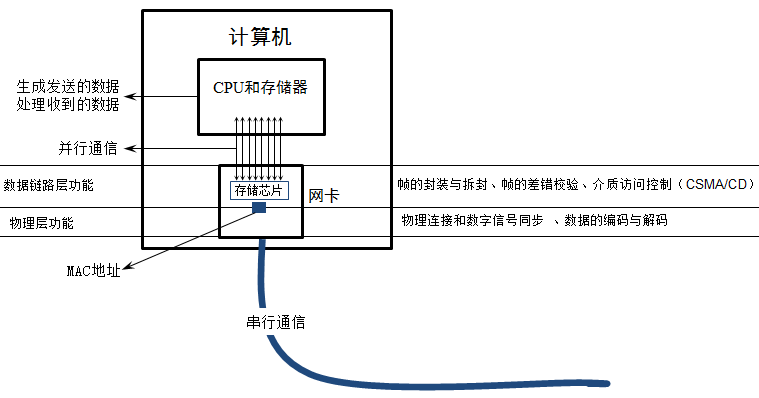 计算机
CPU和存储器
生成发送的数据
处理收到的数据
并行通信
数据链路层功能
存储芯片
网卡
帧的封装与拆封、帧的差错校验、介质访问控制（CSMA/CD）
物理层功能
物理连接和数字信号同步 、数据的编码与解码
MAC地址
串行通信